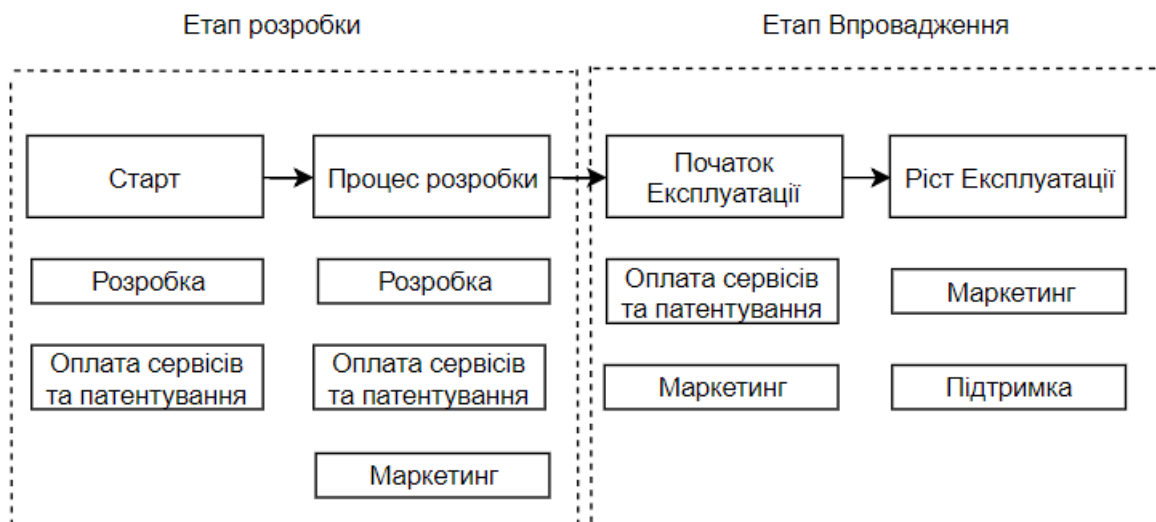 Етап розробки
Етап Впровадження
Старт
Процес розробки
Початок
Експлуатації
Ріст Експлуатації
Розробка
Розробка
Оплата сервісів
та патентування
Маркетинг
Оплата сервісів
та патентування
Оплата сервісів
та патентування
Маркетинг
Підтримка
Маркетинг